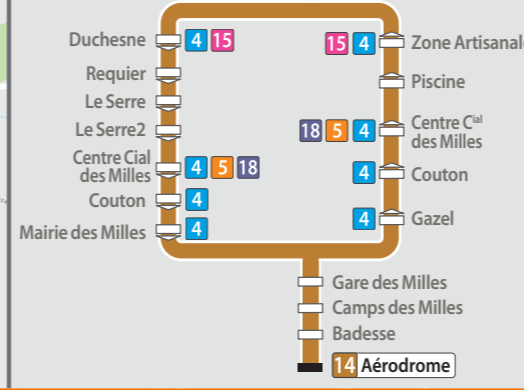 Duchesne 4 15
Requier
Le Serre
Le Serre2
Centre Cial
des Milles 4 5 18
Couton 4
Mairie des Milles 4
15 4 Zone Artisanale
Piscine
18 5 4 Centre Cial
des Milles
4 Couton
4 Gazel
Gare des Milles
Camps des Milles
Badesse
14 Aérodrome